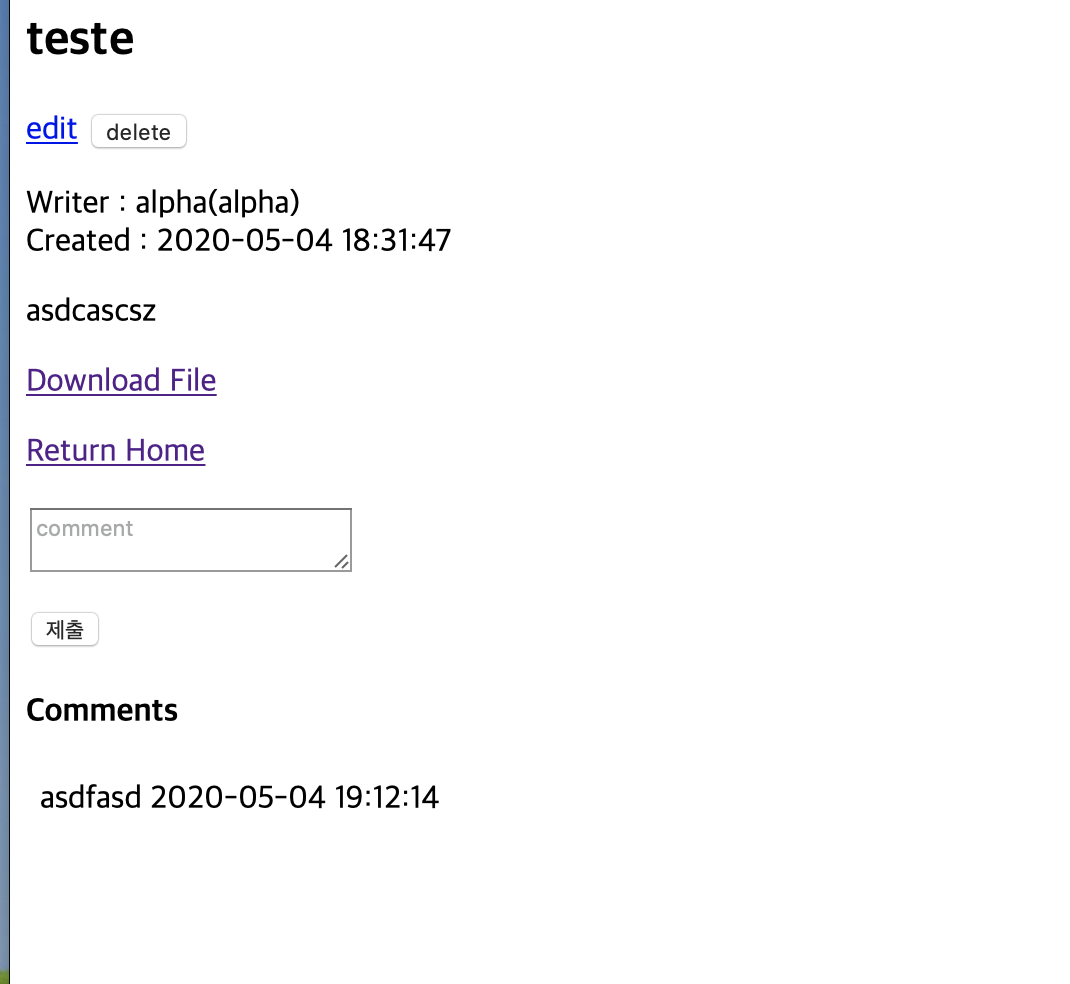 teste
edit delete
Writer : alpha(alpha)
Created : 2020-05-04 18:31:47
asdcascsz
Download File
Return Home
comment
제출
Comments
asdfasd 2020-05-04 19:12:14